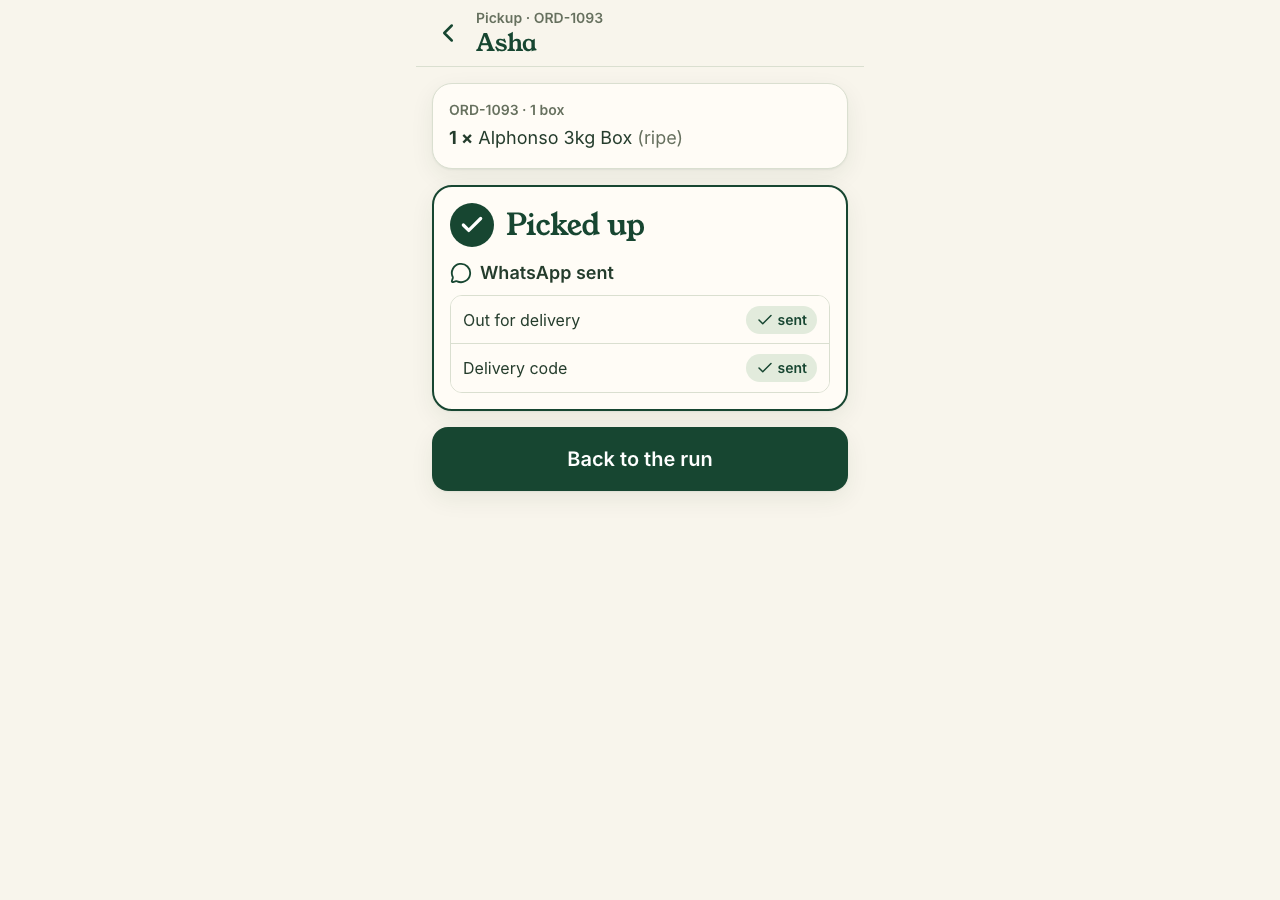 Pickup · ORD-1093
Asha
ORD-1093 · 1 box
1 × Alphonso 3kg Box (ripe)
Picked up
WhatsApp sent
Out for delivery
sent
Delivery code
sent
Back to the run